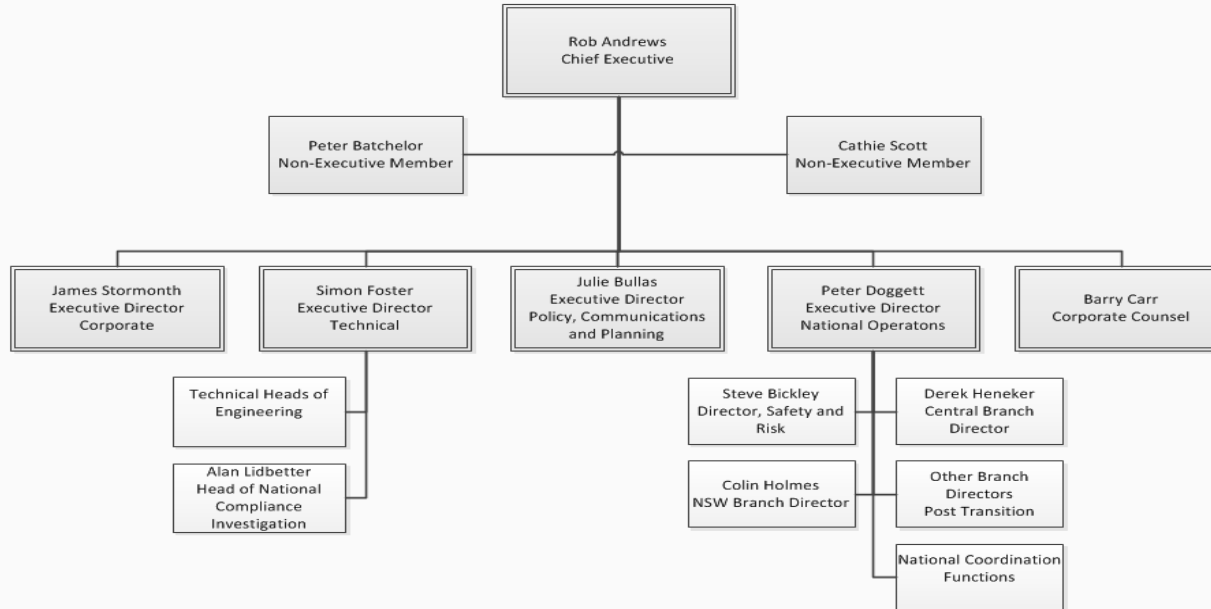 Rob Andrews
Chief Executive
Peter Batchelor
Non-Executive Member
Cathie Scott
Non-Executive Member
James Stormonth
Executive Director
Corporate
Simon Foster
Executive Director
Technical
Julie Bullas
Executive Director
Policy, Communications
and Planning
Peter Doggett
Executive Director
National Operatons
Barry Carr
Corporate Counsel
Technical Heads of
Engineering
Alan Lidbetter
Head of National
Compliance
Investigation
Steve Bickley
Director, Safety and
Risk
Derek Heneker
Central Branch
Director
Colin Holmes
NSW Branch Director
Other Branch
Directors
Post Transition
National Coordination
Functions